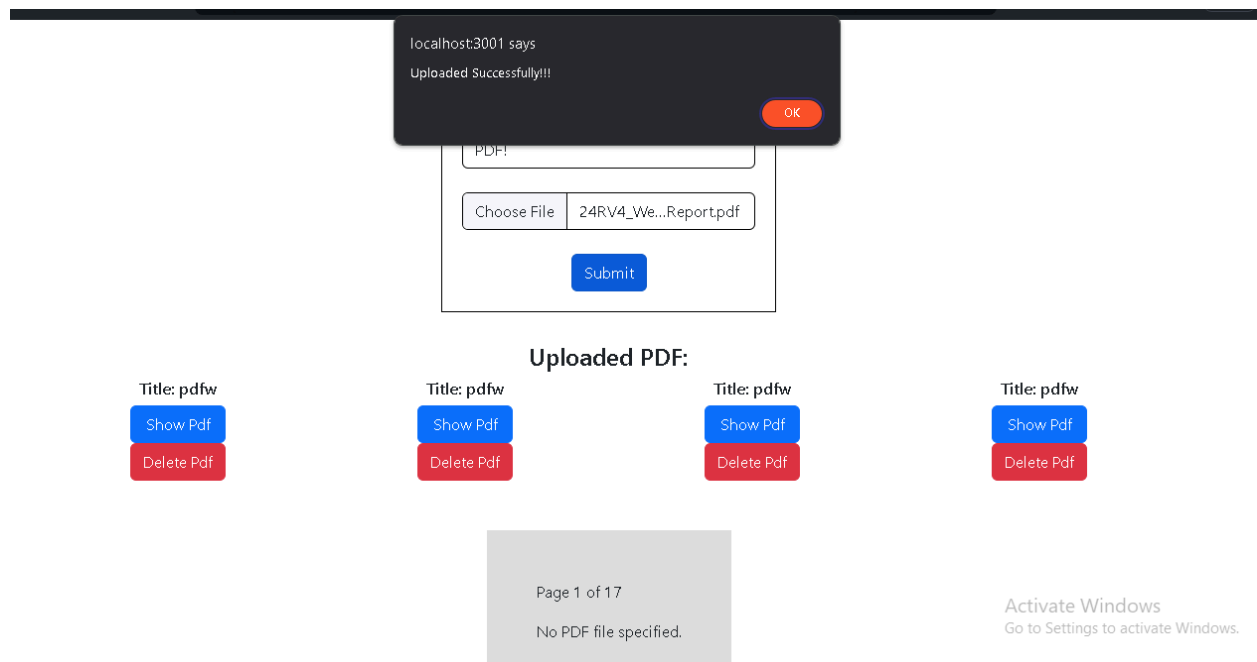 localhost:3001 says
Uploaded Successfully!!!
OK
PDF!
Choose File 24RV4_We...Report.pdf
Submit
Uploaded PDF:
Title: pdfw Title: pdfw Title: pdfw Title: pdfw
Show Pdf Show Pdf Show Pdf Show Pdf
Delete Pdf Delete Pdf Delete Pdf Delete Pdf
Page 1 of 17
No PDF file specified.
Activate Windows
Go to Settings to activate Windows.